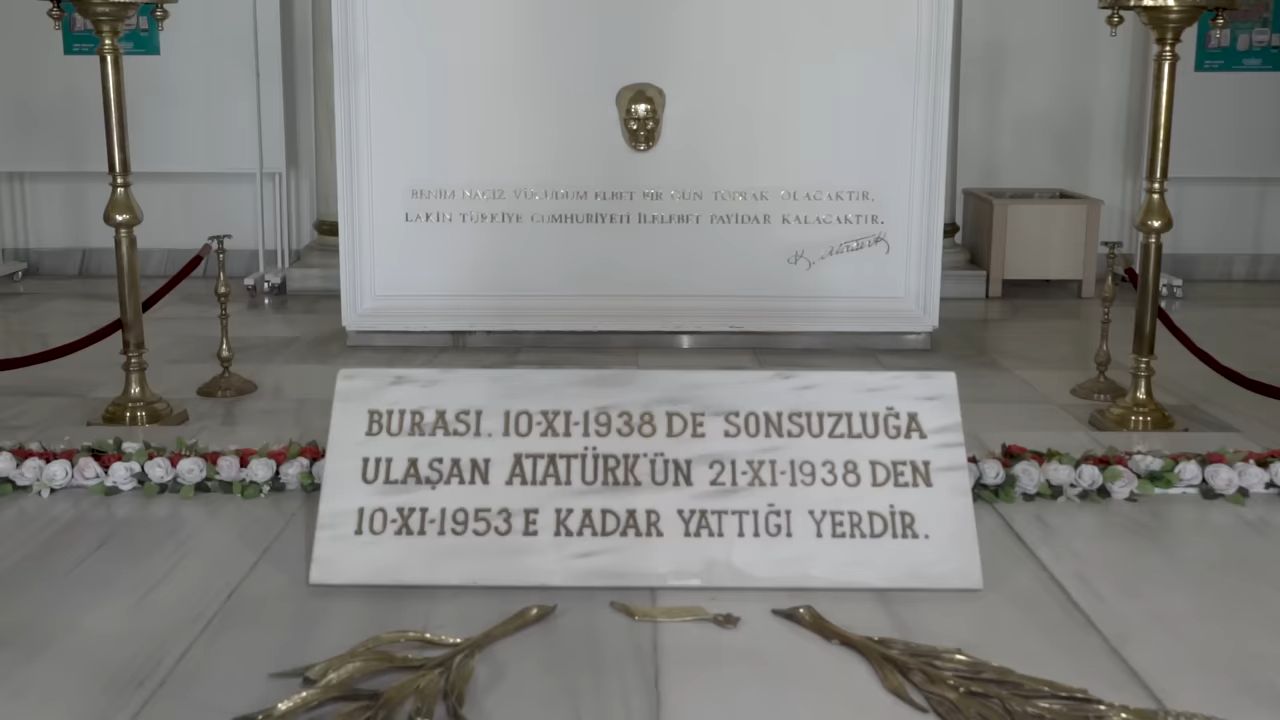 BENİM NAÇİZ VÜCUDUM ELBET BİR GÜN TOPRAK OLACAKTIR,
LAKİN TÜRKİYE CUMHURİYETİ İLELEBET PAYİDAR KALACAKTIR.
K. Atatürk
BURASI. 10-XI-1938 DE SONSUZLUĞA
ULAŞAN ATATÜRK'ÜN 21-XI-1938 DEN
10-XI-1953 E KADAR YATTIĞI YERDİR.